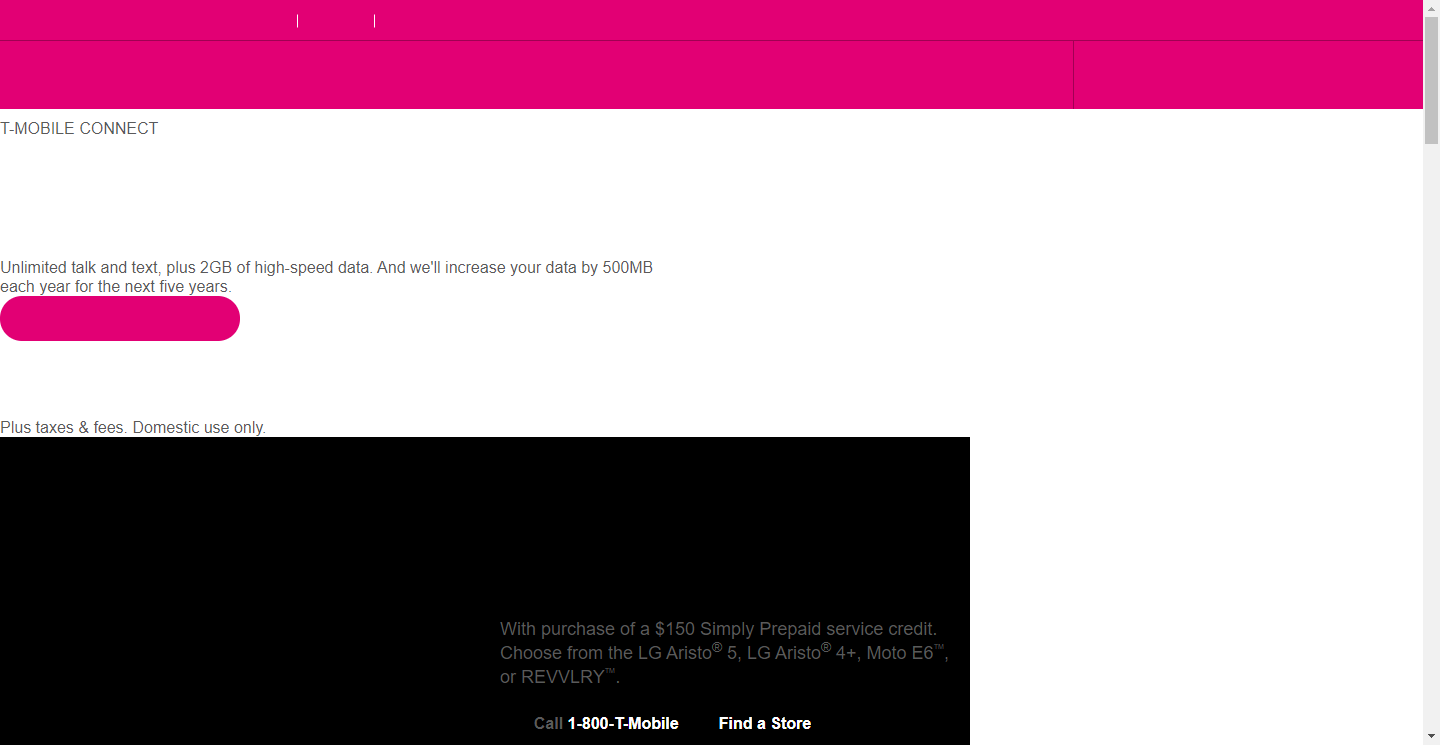 T-MOBILE CONNECT
Unlimited talk and text, plus 2GB of high-speed data. And we'll increase your data by 500MB
each year for the next five years.
Plus taxes & fees. Domestic use only.
With purchase of a $150 Simply Prepaid service credit.
Choose from the LG Aristo® 5, LG Aristo® 4+, Moto E6™,
or REVVLRY™.
Call 1-800-T-Mobile Find a Store